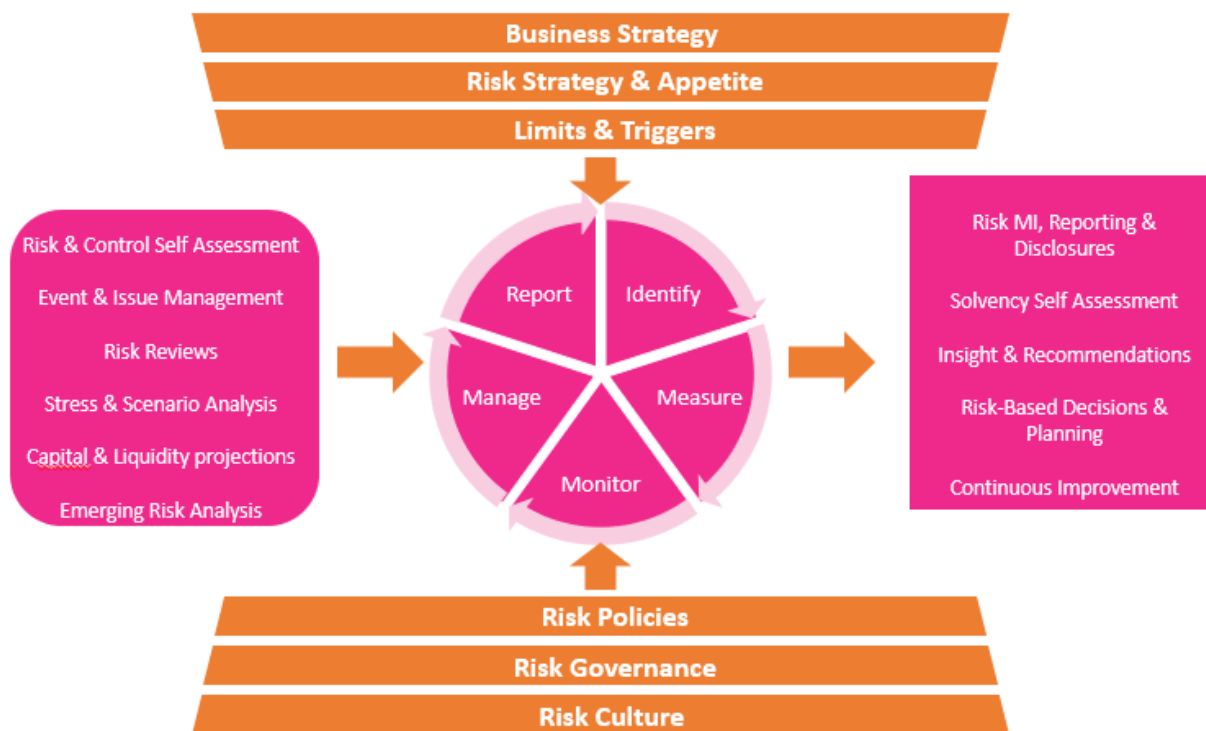 Business Strategy
Risk Strategy & Appetite
Limits & Triggers
Risk & Control Self Assessment
Event & Issue Management
Risk Reviews
Stress & Scenario Analysis
Capital & Liquidity projections
Emerging Risk Analysis
Report
Identify
Manage
Measure
Monitor
Risk MI, Reporting &
Disclosures
Solvency Self Assessment
Insight & Recommendations
Risk-Based Decisions &
Planning
Continuous Improvement
Risk Policies
Risk Governance
Risk Culture